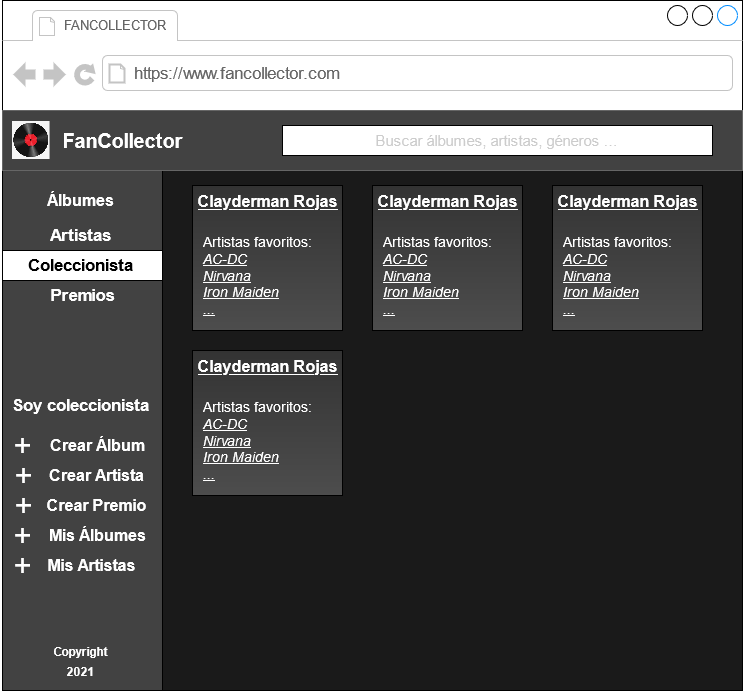 FANCOLLECTOR
https://www.fancollector.com
FanCollector
Buscar álbumes, artistas, géneros ...
Álbumes
Artistas
Coleccionista
Premios
Soy coleccionista
+ Crear Álbum
+ Crear Artista
+ Crear Premio
+ Mis Álbumes
+ Mis Artistas
Copyright
2021
Clayderman Rojas
Artistas favoritos:
AC-DC
Nirvana
Iron Maiden
...
Clayderman Rojas
Artistas favoritos:
AC-DC
Nirvana
Iron Maiden
...
Clayderman Rojas
Artistas favoritos:
AC-DC
Nirvana
Iron Maiden
...
Clayderman Rojas
Artistas favoritos:
AC-DC
Nirvana
Iron Maiden
...